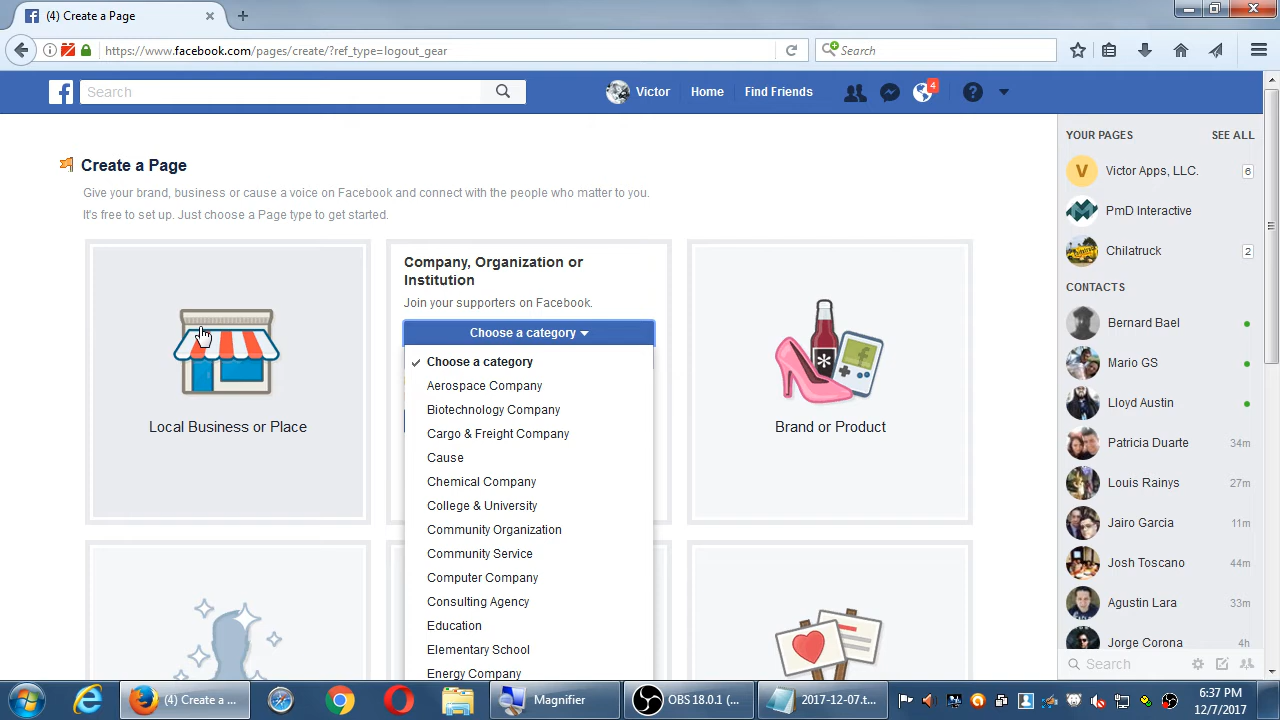 (4) Create a Page
https://www.facebook.com/pages/create/?ref_type=logout_gear
Search
Search
Victor
Home
Find Friends
4
Create a Page
Give your brand, business or cause a voice on Facebook and connect with the people who matter to you.
It's free to set up. Just choose a Page type to get started.
Local Business or Place
Company, Organization or
Institution
Join your supporters on Facebook.
Choose a category
Choose a category
Aerospace Company
Biotechnology Company
Cargo & Freight Company
Cause
Chemical Company
College & University
Community Organization
Community Service
Computer Company
Consulting Agency
Education
Elementary School
Energy Company
Brand or Product
YOUR PAGES SEE ALL
V Victor Apps, LLC. 6
PmD Interactive
Chilatruck 2
CONTACTS
Bernard Bael
Mario GS
Lloyd Austin
Patricia Duarte 34m
Louis Rainys 27m
Jairo Garcia 11m
Josh Toscano 44m
Agustin Lara 33m
Jorge Corona 4h
Search
(4) Create a ...
Magnifier
OBS 18.0.1 (...
2017-12-07.t...
6:37 PM
12/7/2017